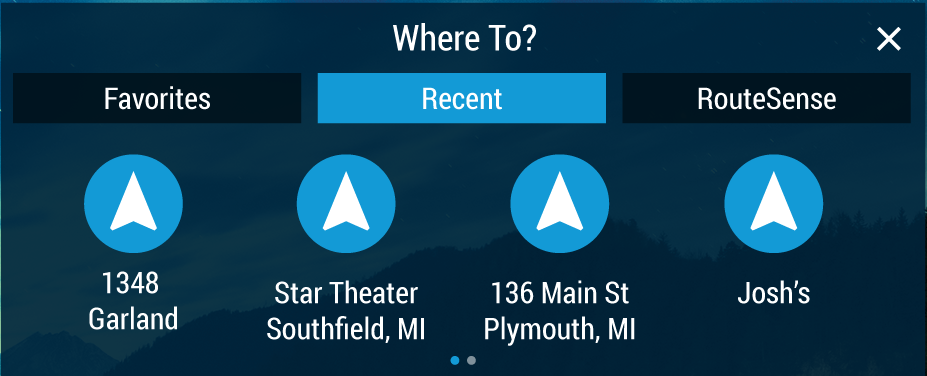 Where To?
Favorites
Recent
RouteSense
1348
Garland
Star Theater
Southfield, MI
136 Main St
Plymouth, MI
Josh’s